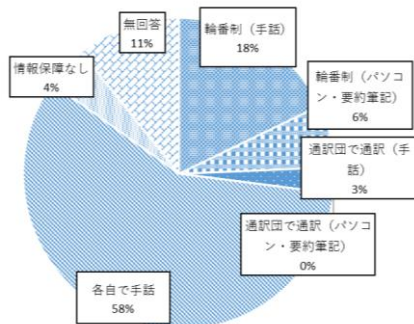 輪番制（手話）
18%
輪番制（パソ
コン・要約筆記）
6%
通訳団で通訳（手
話）
3%
通訳団で通訳（パソコ
ン・要約筆記）
0%
各自で手話
58%
情報保障なし
4%
無回答
11%